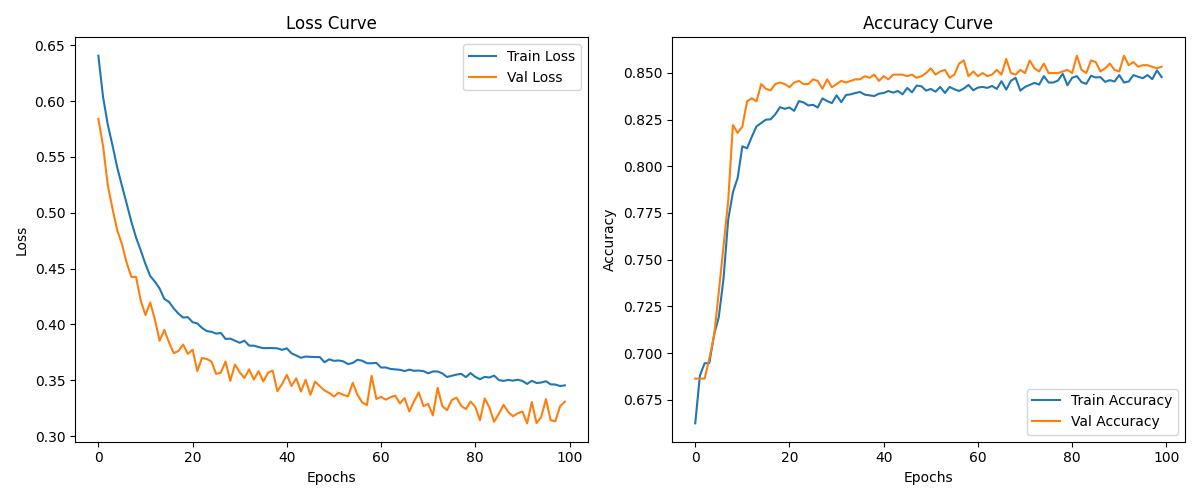 Loss Curve
0.65
0.60
0.55
0.50
0.45
0.40
0.35
0.30
Loss
0 20 40 60 80 100
Epochs
Train Loss
Val Loss
Accuracy Curve
0.850
0.825
0.800
0.775
0.750
0.725
0.700
0.675
Accuracy
0 20 40 60 80 100
Epochs
Train Accuracy
Val Accuracy